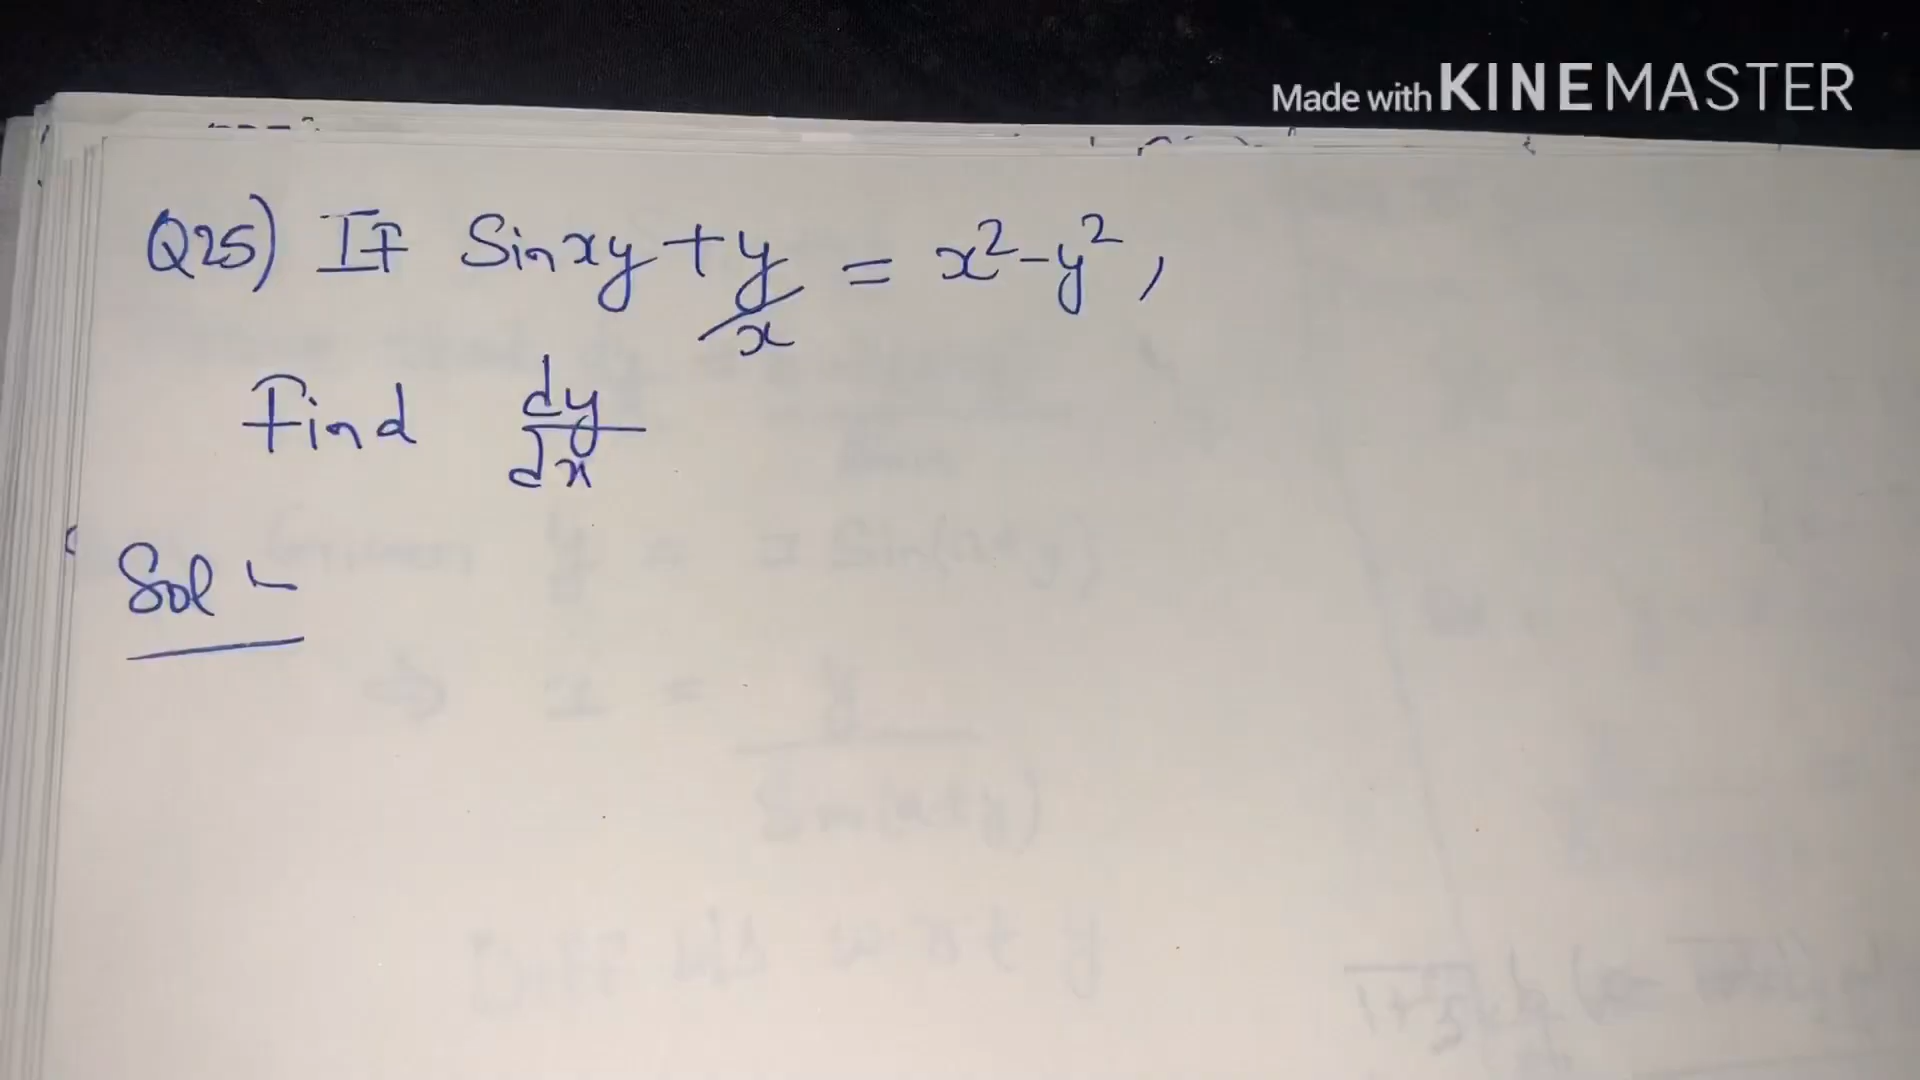 Made with KINEMASTER
Q25) If Sin xy + y/x = x² - y²,
Find dy/dx
Sol :-